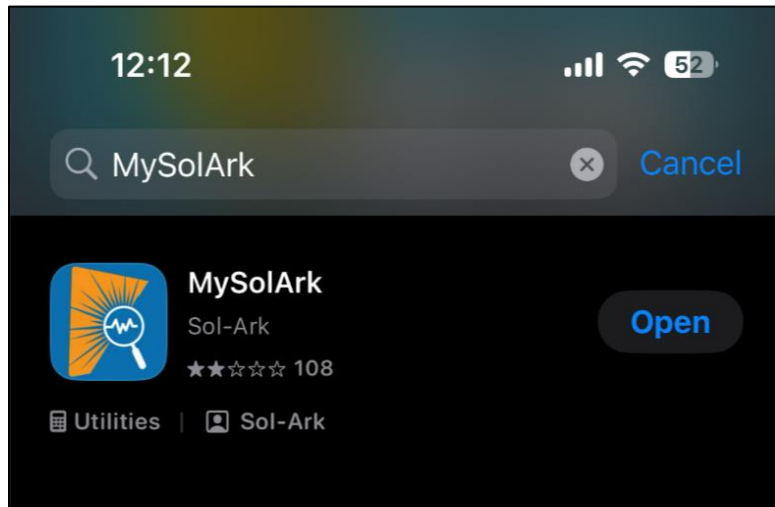 12:12
52
MySolArk
Cancel
MySolArk
Sol-Ark
Open
★★☆☆☆ 108
Utilities | Sol-Ark